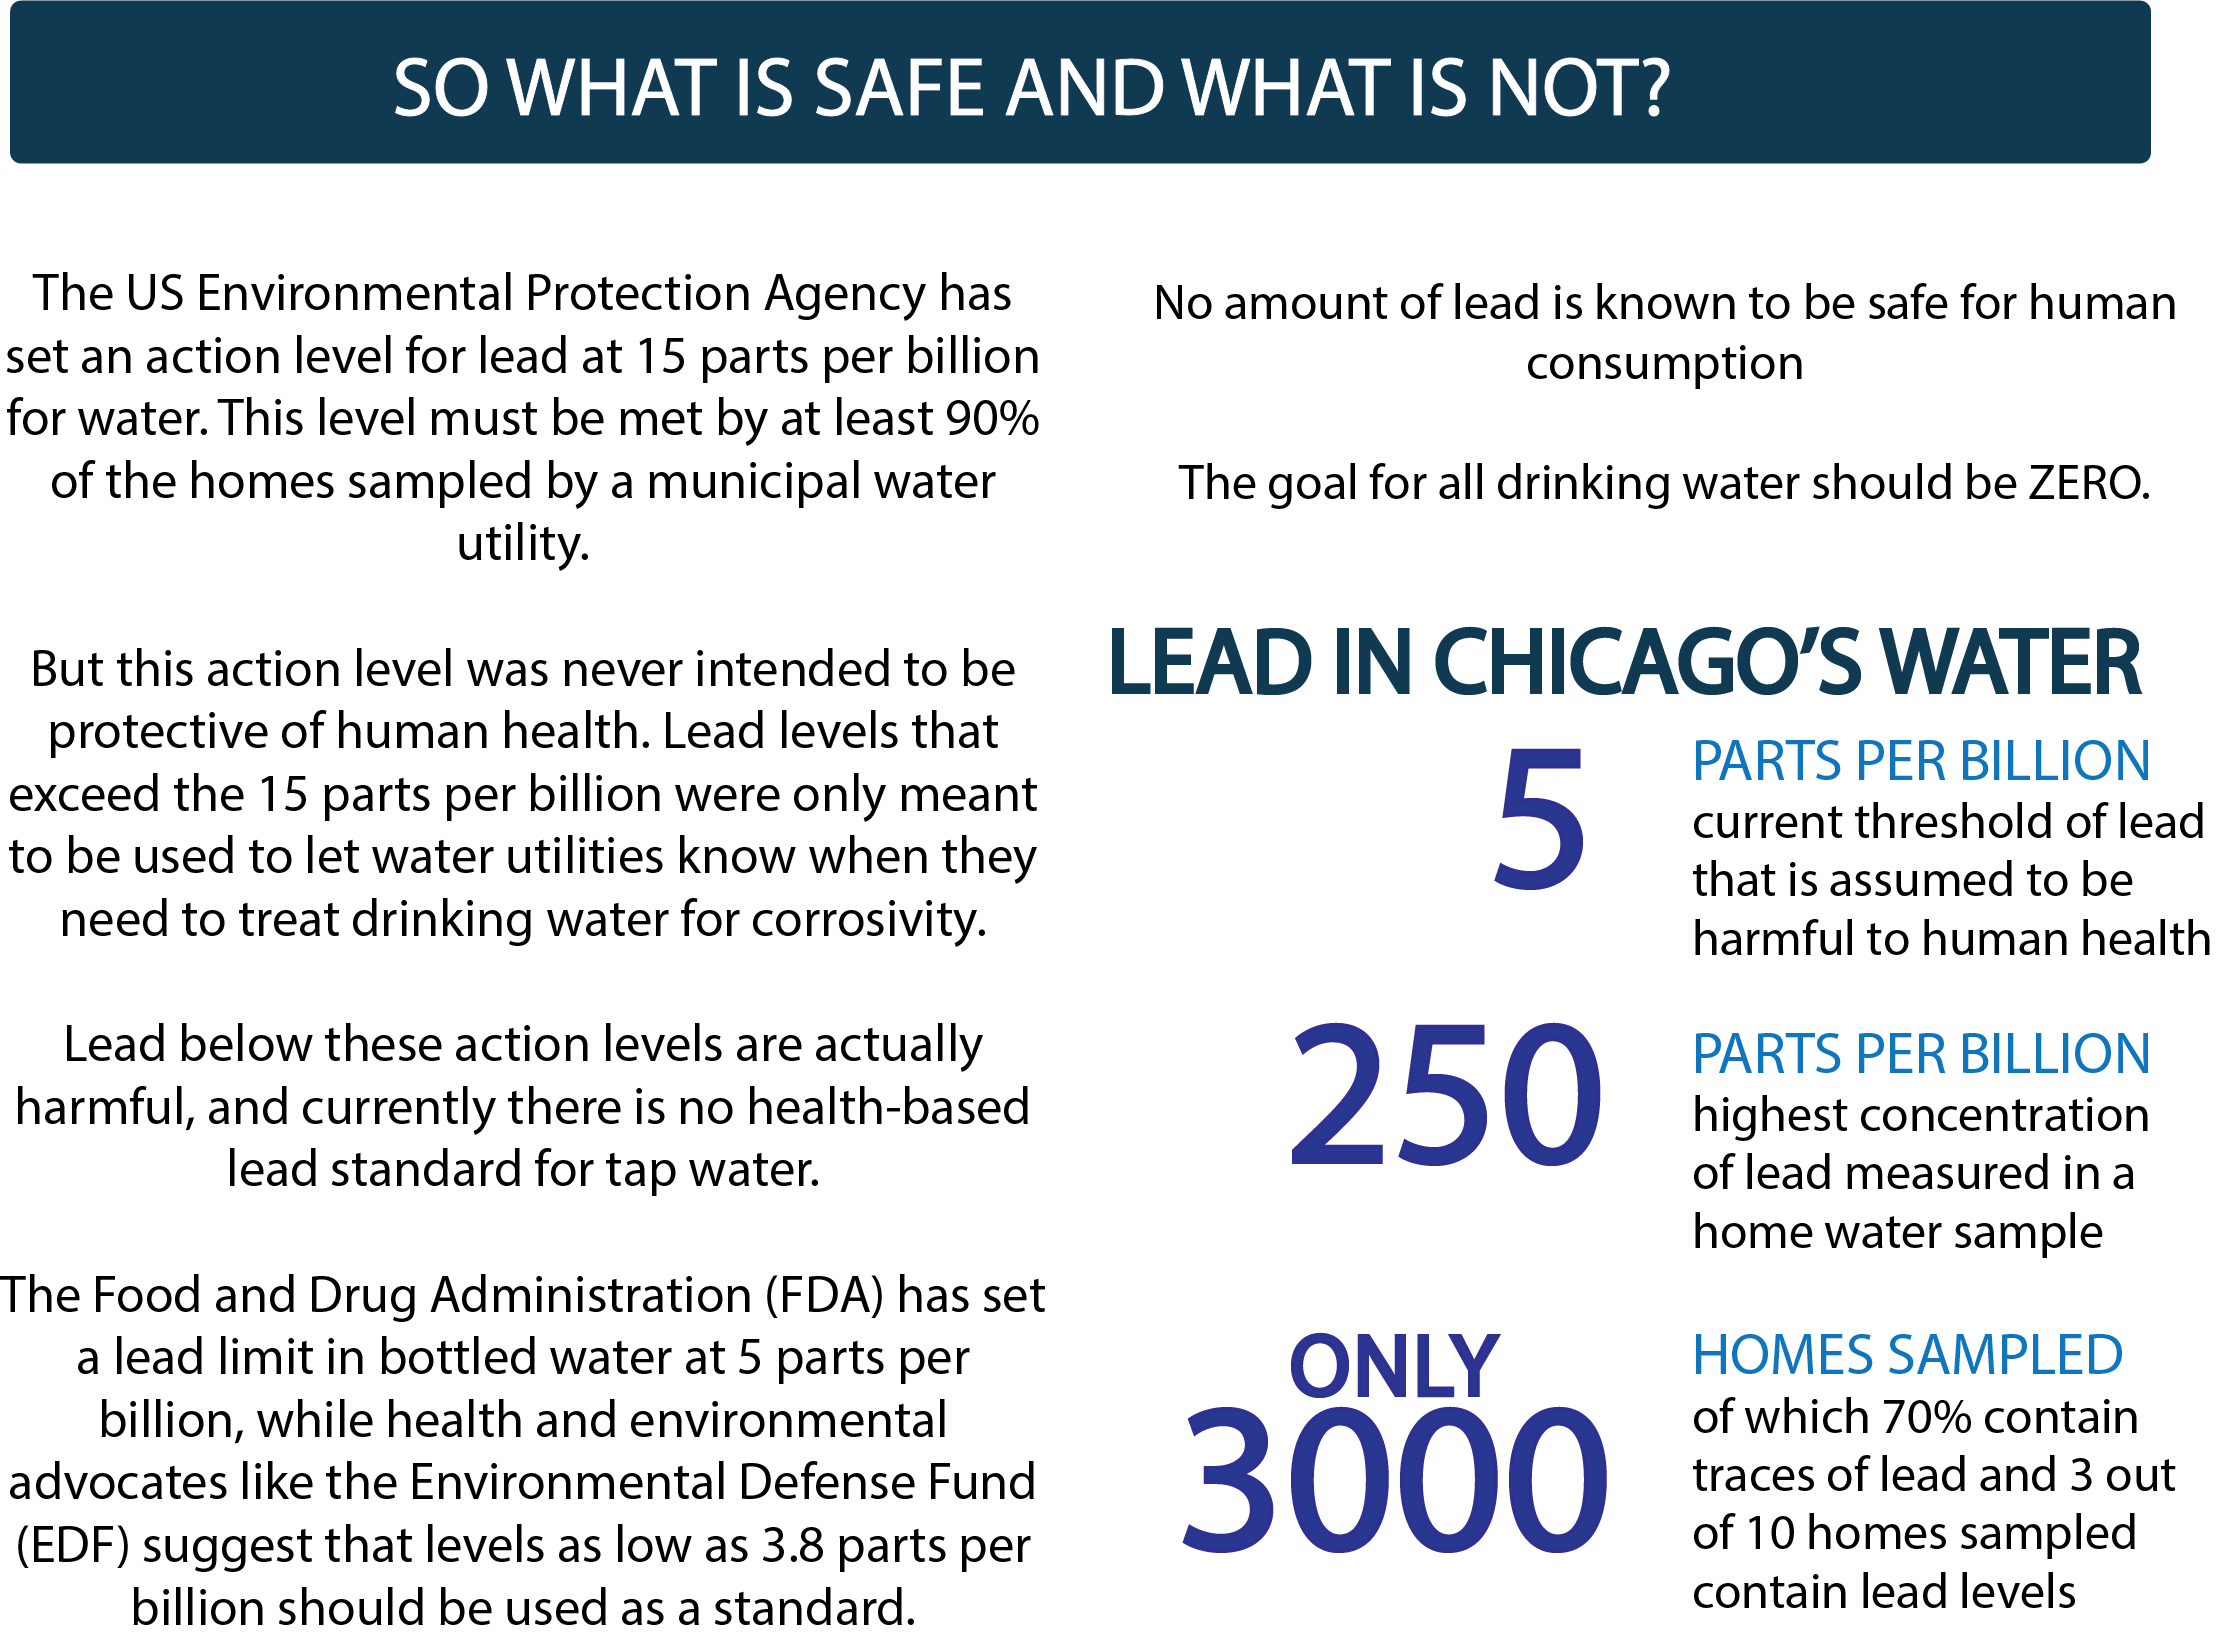 SO WHAT IS SAFE AND WHAT IS NOT?
The US Environmental Protection Agency has
set an action level for lead at 15 parts per billion
for water. This level must be met by at least 90%
of the homes sampled by a municipal water
utility.
But this action level was never intended to be
protective of human health. Lead levels that
exceed the 15 parts per billion were only meant
to be used to let water utilities know when they
need to treat drinking water for corrosivity.
Lead below these action levels are actually
harmful, and currently there is no health-based
lead standard for tap water.
The Food and Drug Administration (FDA) has set
a lead limit in bottled water at 5 parts per
billion, while health and environmental
advocates like the Environmental Defense Fund
(EDF) suggest that levels as low as 3.8 parts per
billion should be used as a standard.
No amount of lead is known to be safe for human
consumption
The goal for all drinking water should be ZERO.
LEAD IN CHICAGO’S WATER
5
PARTS PER BILLION
current threshold of lead
that is assumed to be
harmful to human health
250
PARTS PER BILLION
highest concentration
of lead measured in a
home water sample
ONLY
3000
HOMES SAMPLED
of which 70% contain
traces of lead and 3 out
of 10 homes sampled
contain lead levels